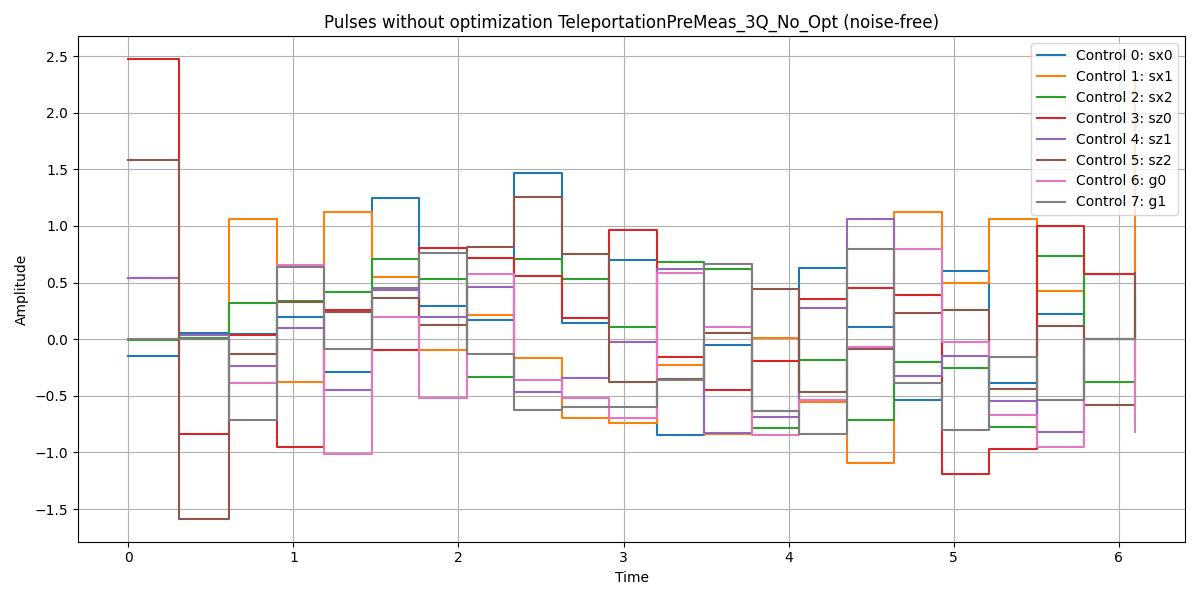 Pulses without optimization TeleportationPreMeas_3Q_No_Opt (noise-free)
Amplitude
2.5
2.0
1.5
1.0
0.5
0.0
−0.5
−1.0
−1.5
Control 0: sx0
Control 1: sx1
Control 2: sx2
Control 3: sz0
Control 4: sz1
Control 5: sz2
Control 6: g0
Control 7: g1
0
1
2
3
4
5
6
Time